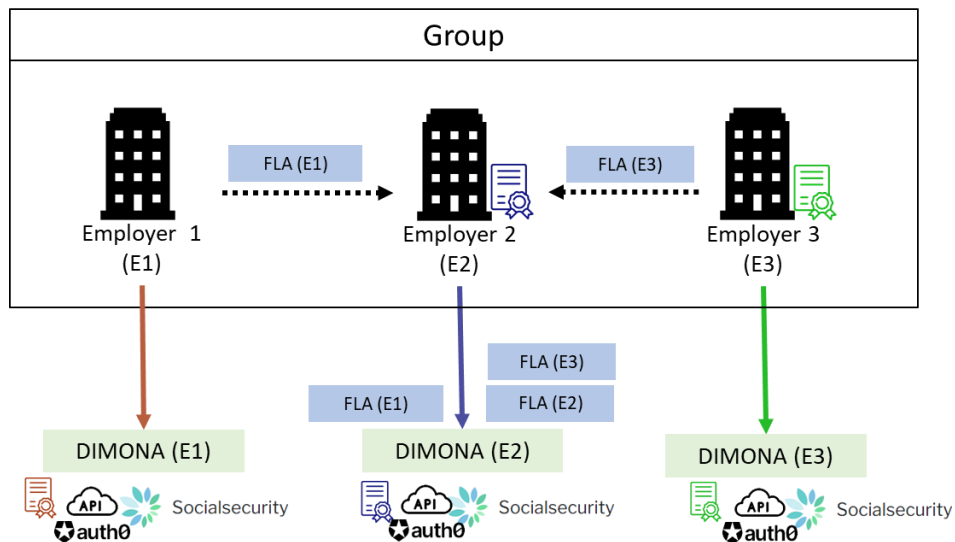 Group
FLA (E1)
FLA (E3)
Employer 1
(E1)
Employer 2
(E2)
Employer 3
(E3)
FLA (E3)
FLA (E1)
FLA (E2)
DIMONA (E1)
DIMONA (E2)
DIMONA (E3)
API
Socialsecurity
auth0
API
Socialsecurity
auth0
API
Socialsecurity
auth0